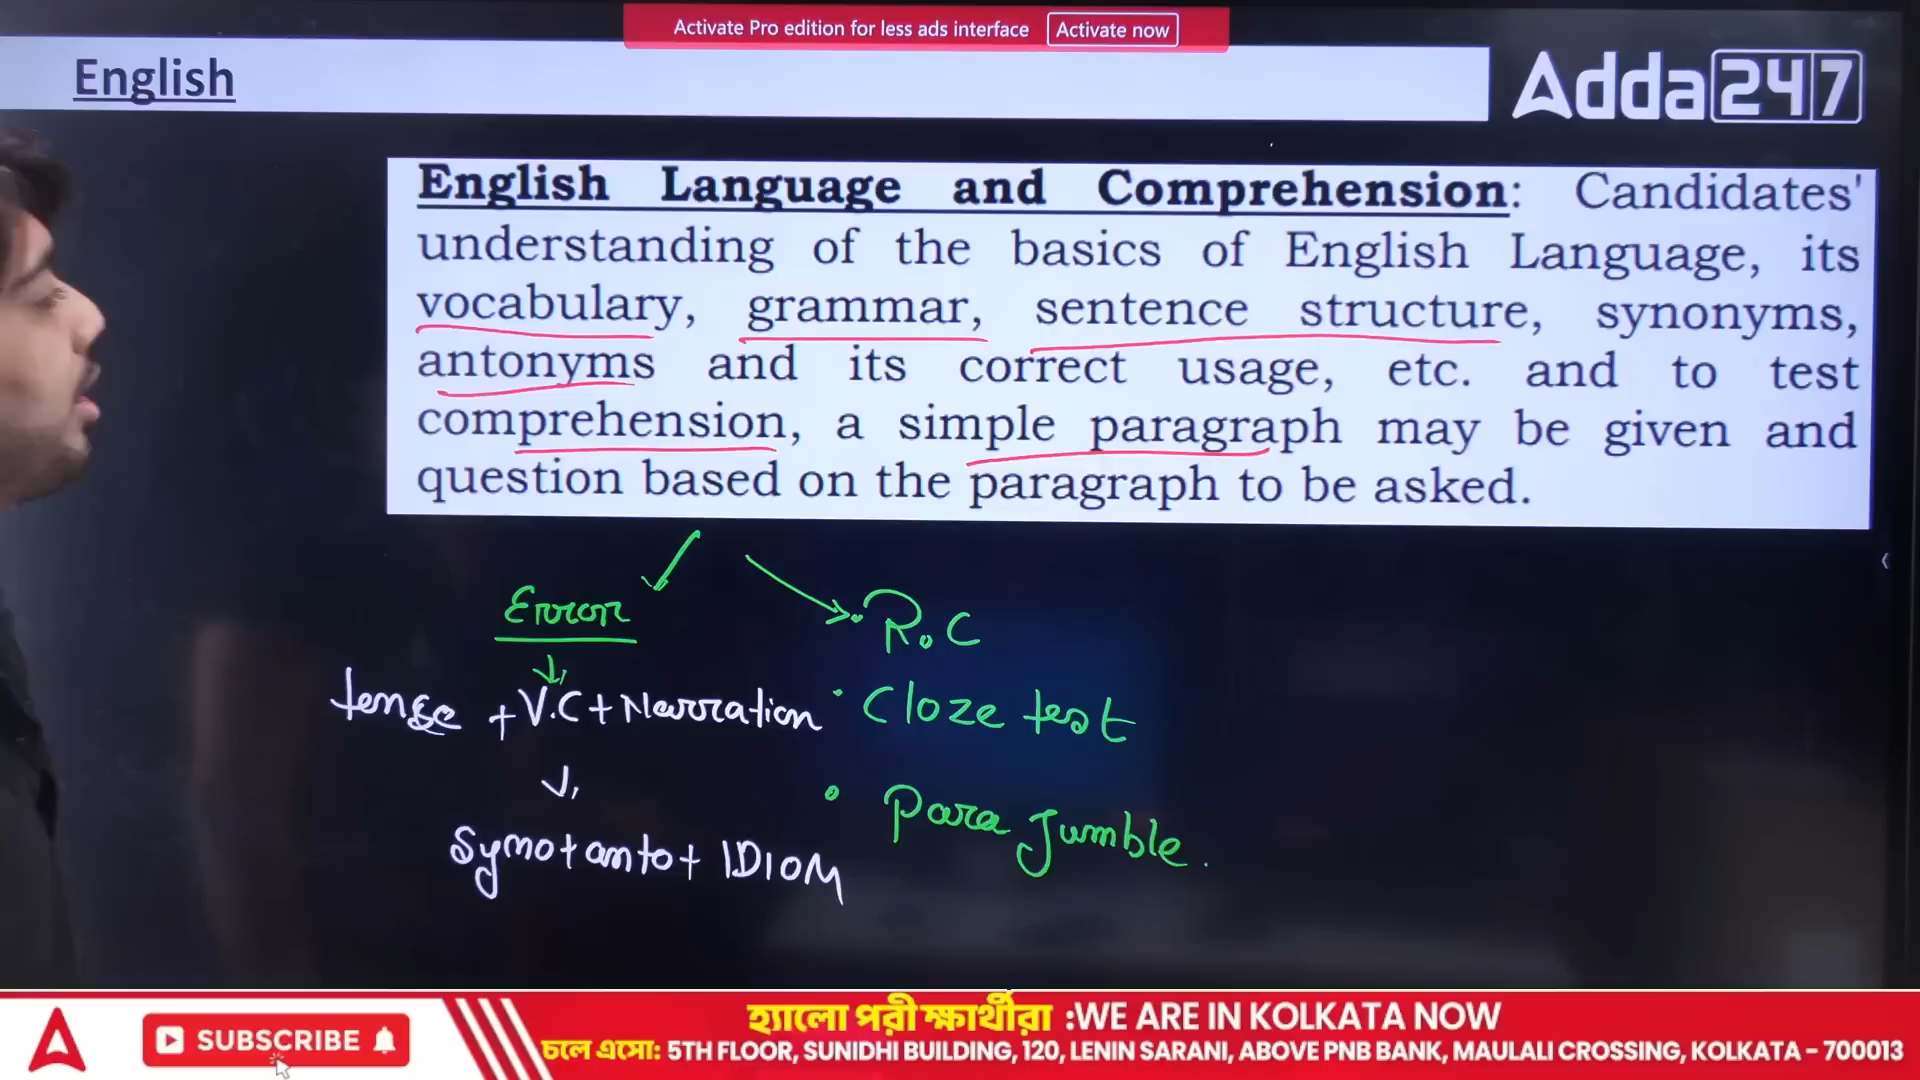 Activate Pro edition for less ads interface Activate now
English
Adda247
English Language and Comprehension: Candidates'
understanding of the basics of English Language, its
vocabulary, grammar, sentence structure, synonyms,
antonyms and its correct usage, etc. and to test
comprehension, a simple paragraph may be given and
question based on the paragraph to be asked.
Error
tense + V.C + Narration
Syno + anto + IDIOM
• R.C
• Cloze test
• Para Jumble.
SUBSCRIBE
হ্যালো পরীক্ষার্থীরা :WE ARE IN KOLKATA NOW
চলে এসো: 5TH FLOOR, SUNIDHI BUILDING, 120, LENIN SARANI, ABOVE PNB BANK, MAULALI CROSSING, KOLKATA - 700013